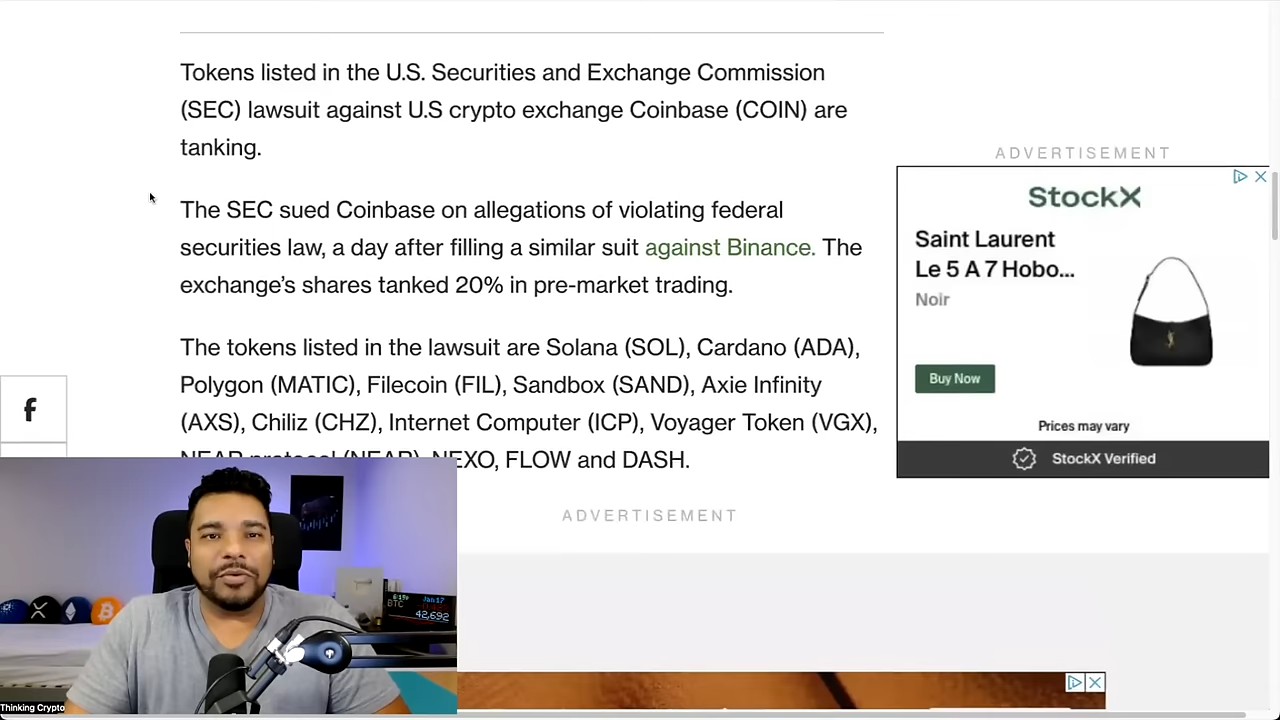 Tokens listed in the U.S. Securities and Exchange Commission
(SEC) lawsuit against U.S crypto exchange Coinbase (COIN) are
tanking.
The SEC sued Coinbase on allegations of violating federal
securities law, a day after filling a similar suit against Binance. The
exchange’s shares tanked 20% in pre-market trading.
The tokens listed in the lawsuit are Solana (SOL), Cardano (ADA),
Polygon (MATIC), Filecoin (FIL), Sandbox (SAND), Axie Infinity
(AXS), Chiliz (CHZ), Internet Computer (ICP), Voyager Token (VGX),
NEAR protocol (NEAR), NEXO, FLOW and DASH.
ADVERTISEMENT
ADVERTISEMENT
StockX
Saint Laurent
Le 5 A 7 Hobo...
Noir
Buy Now
Prices may vary
StockX Verified
f
Jan 17
BTC
42,692
Thinking Crypto